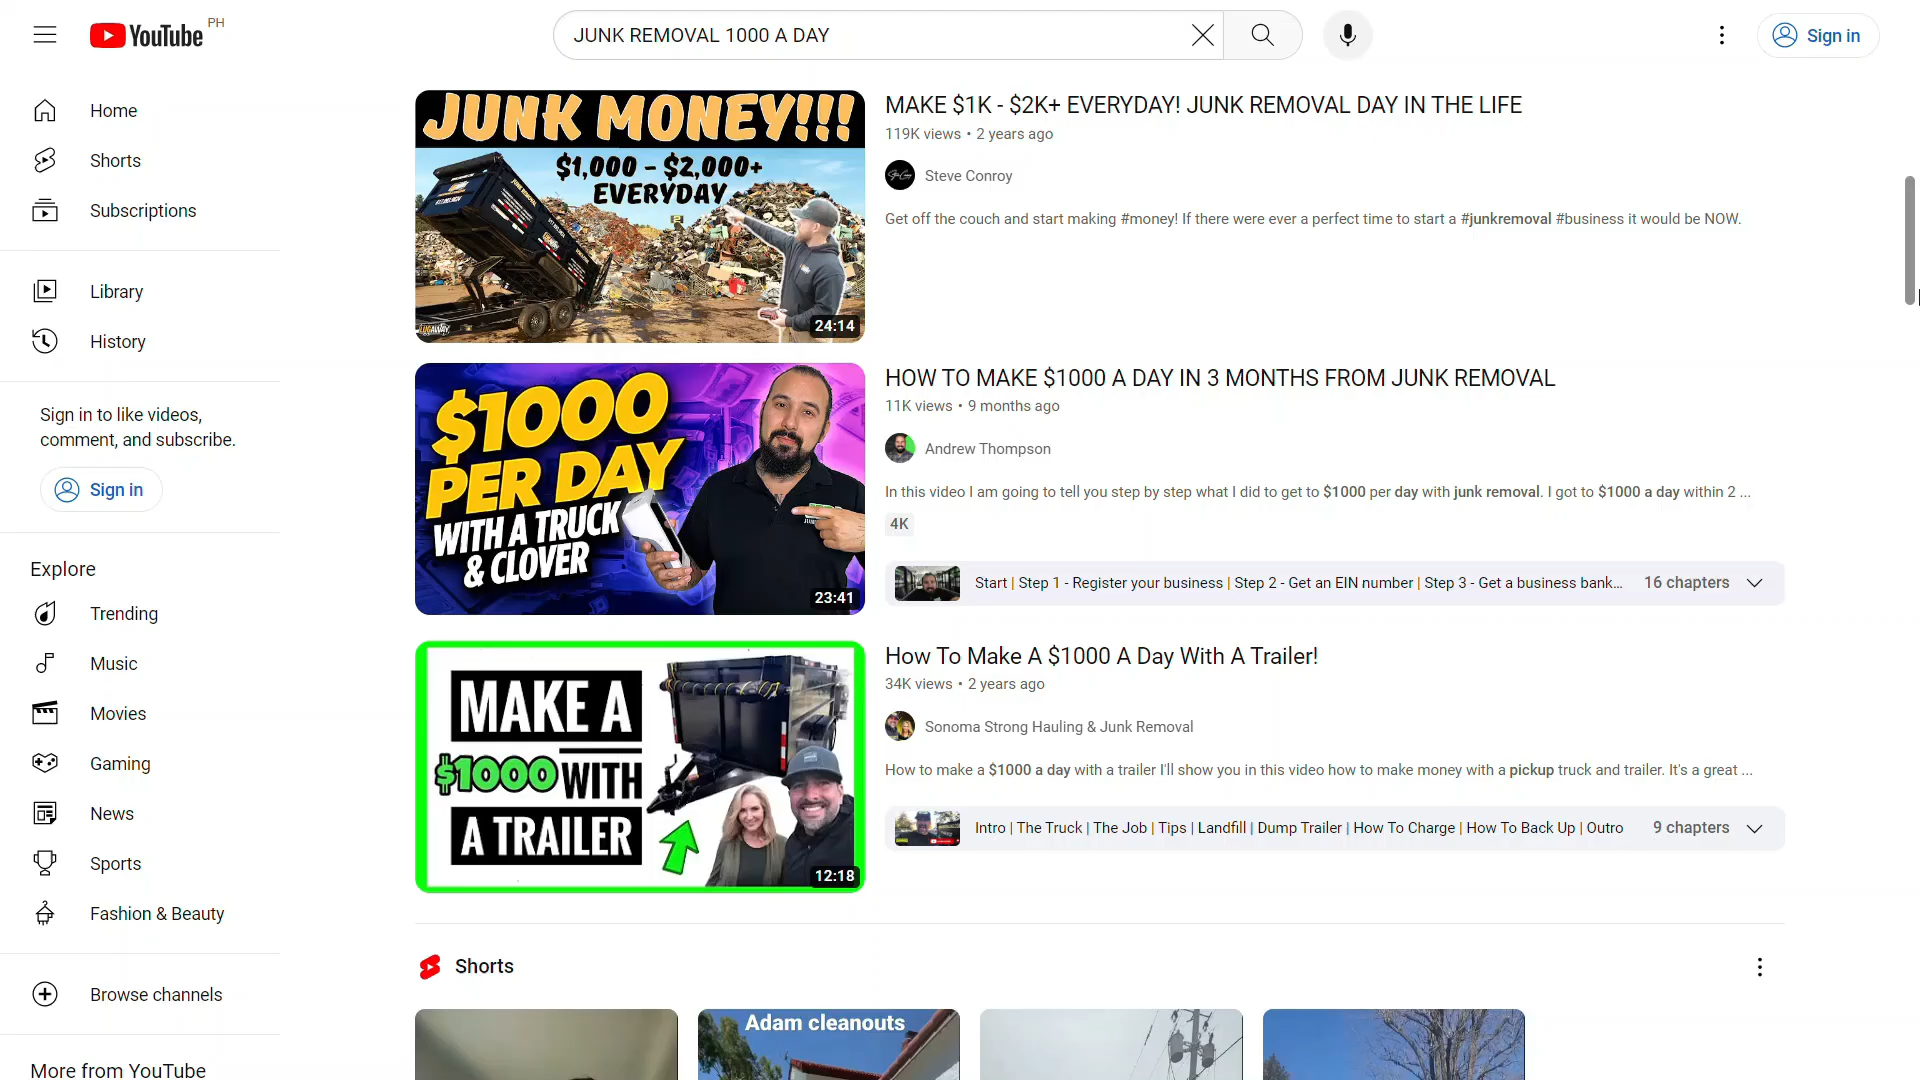 YouTube PH
JUNK REMOVAL 1000 A DAY
Sign in
Home
Shorts
Subscriptions
Library
History
Sign in to like videos,
comment, and subscribe.
Sign in
Explore
Trending
Music
Movies
Gaming
News
Sports
Fashion & Beauty
Browse channels
More from YouTube
JUNK MONEY!!!
$1,000 - $2,000+
EVERYDAY
24:14
MAKE $1K - $2K+ EVERYDAY! JUNK REMOVAL DAY IN THE LIFE
119K views • 2 years ago
Steve Conroy
Get off the couch and start making #money! If there were ever a perfect time to start a #junkremoval #business it would be NOW.
$1000
PER DAY
WITH A TRUCK
& CLOVER
23:41
HOW TO MAKE $1000 A DAY IN 3 MONTHS FROM JUNK REMOVAL
11K views • 9 months ago
Andrew Thompson
In this video I am going to tell you step by step what I did to get to $1000 per day with junk removal. I got to $1000 a day within 2 ...
4K
Start | Step 1 - Register your business | Step 2 - Get an EIN number | Step 3 - Get a business bank... 16 chapters
MAKE A
$1000 WITH
A TRAILER
12:18
How To Make A $1000 A Day With A Trailer!
34K views • 2 years ago
Sonoma Strong Hauling & Junk Removal
How to make a $1000 a day with a trailer I'll show you in this video how to make money with a pickup truck and trailer. It's a great ...
Intro | The Truck | The Job | Tips | Landfill | Dump Trailer | How To Charge | How To Back Up | Outro 9 chapters
Shorts
Adam cleanouts